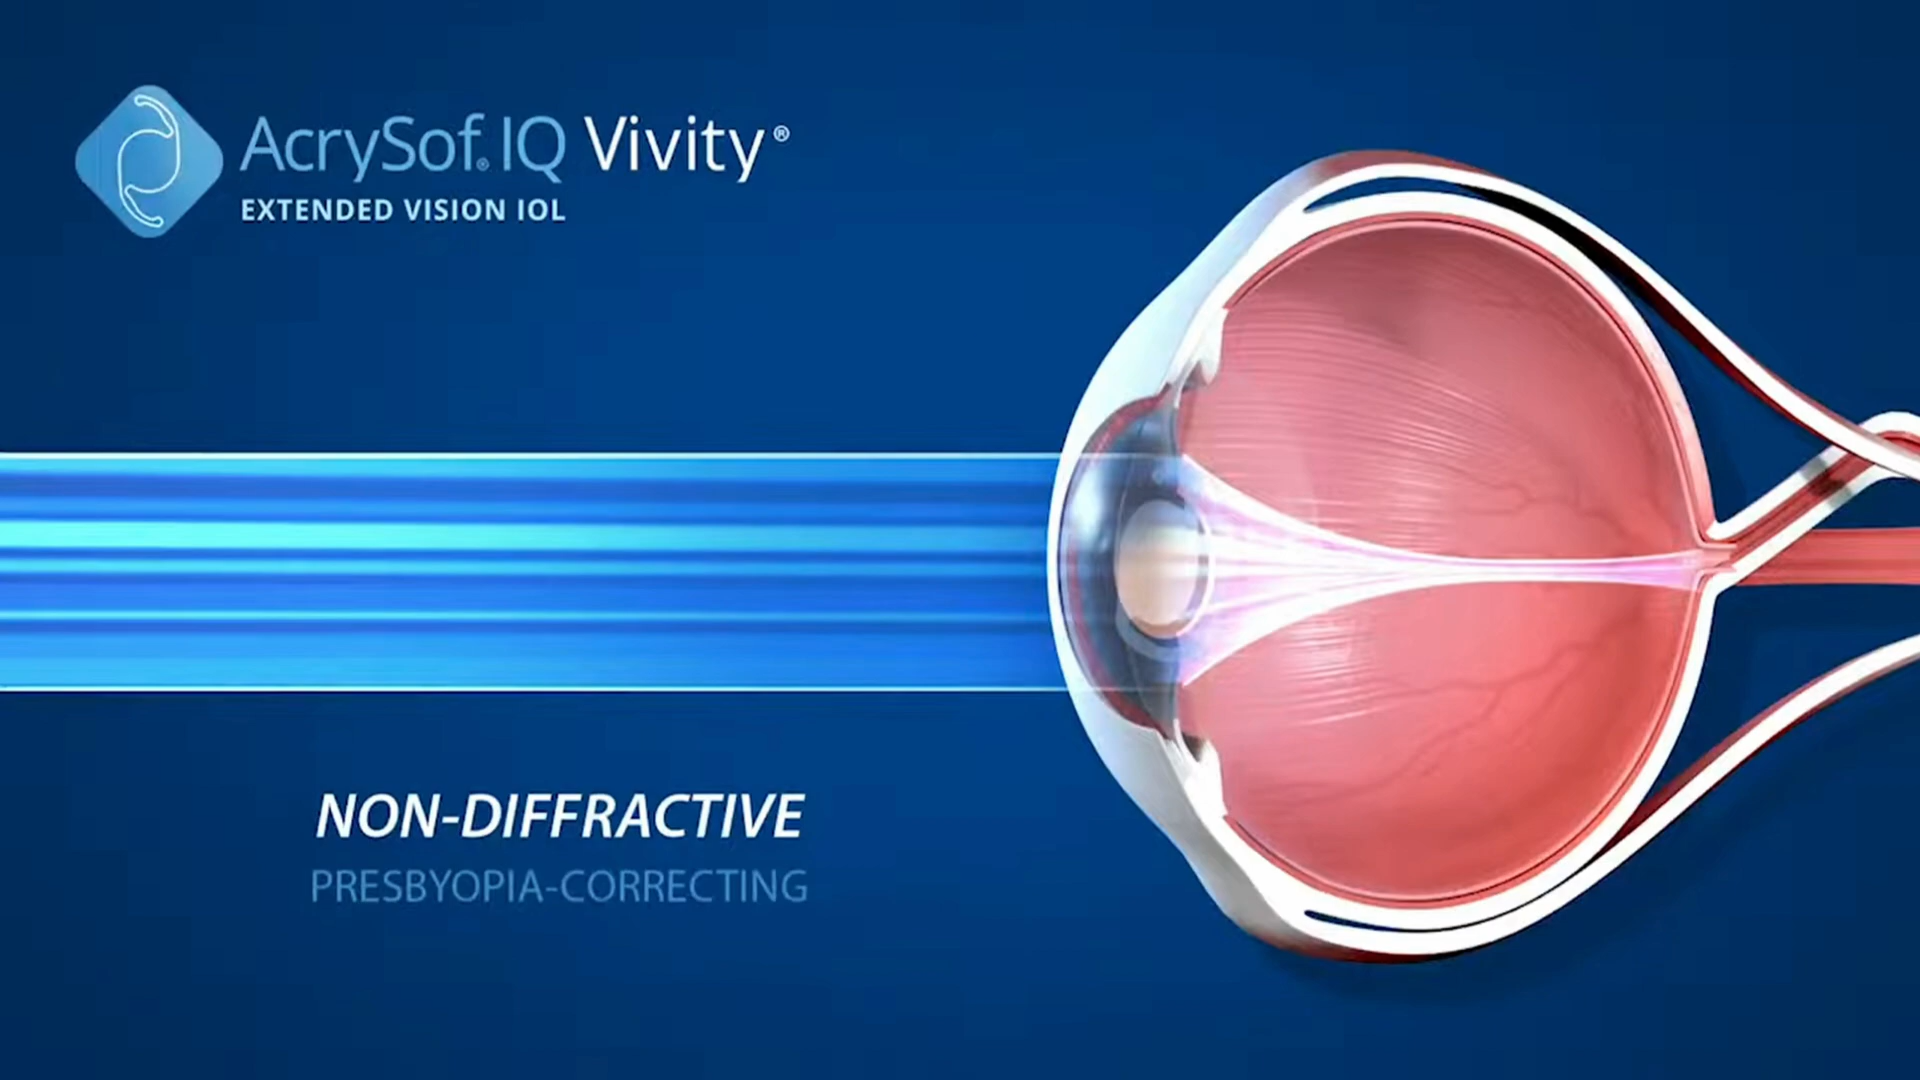 AcrySof® IQ Vivity®
EXTENDED VISION IOL
NON-DIFFRACTIVE
PRESBYOPIA-CORRECTING